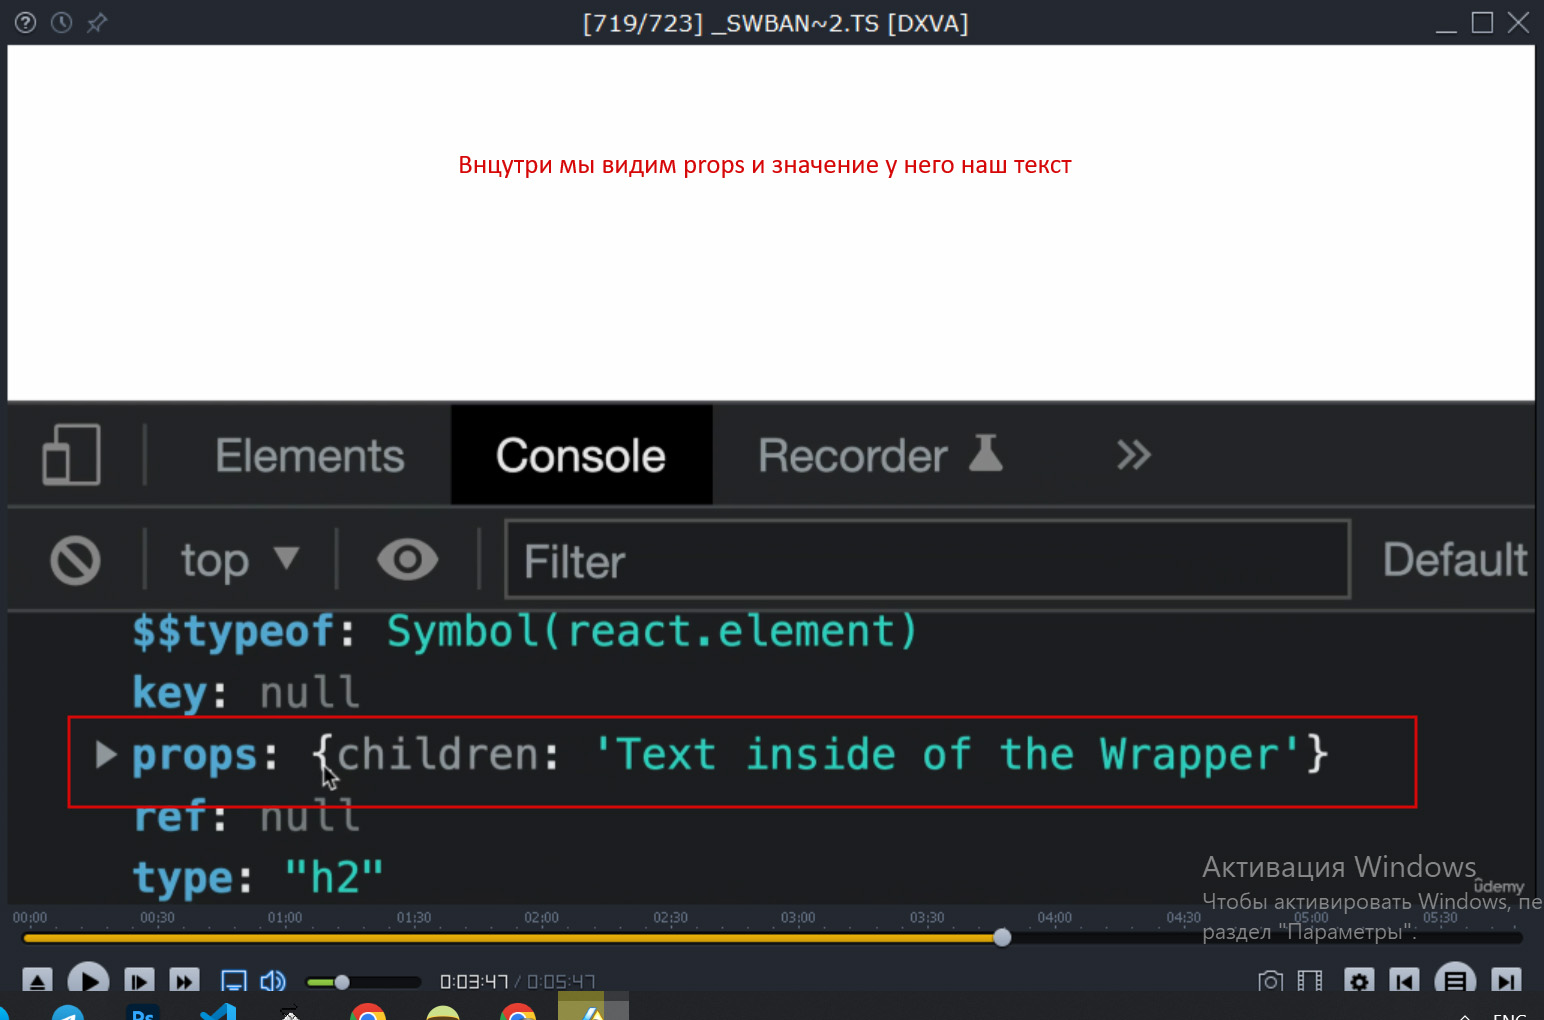 [719/723] _SWBAN~2.TS [DXVA]
Внцутри мы видим props и значение у него наш текст
Elements Console Recorder
top Filter Default
$$typeof: Symbol(react.element)
key: null
props: {children: 'Text inside of the Wrapper'}
ref: null
type: "h2"
Активация Windows
ûdemy
Чтобы активировать Windows, пе
раздел "Параметры".
00:00 00:30 01:00 01:30 02:00 02:30 03:00 03:30 04:00 04:30 05:00 05:30
0:03:47 / 0:05:47
Ps
ENG